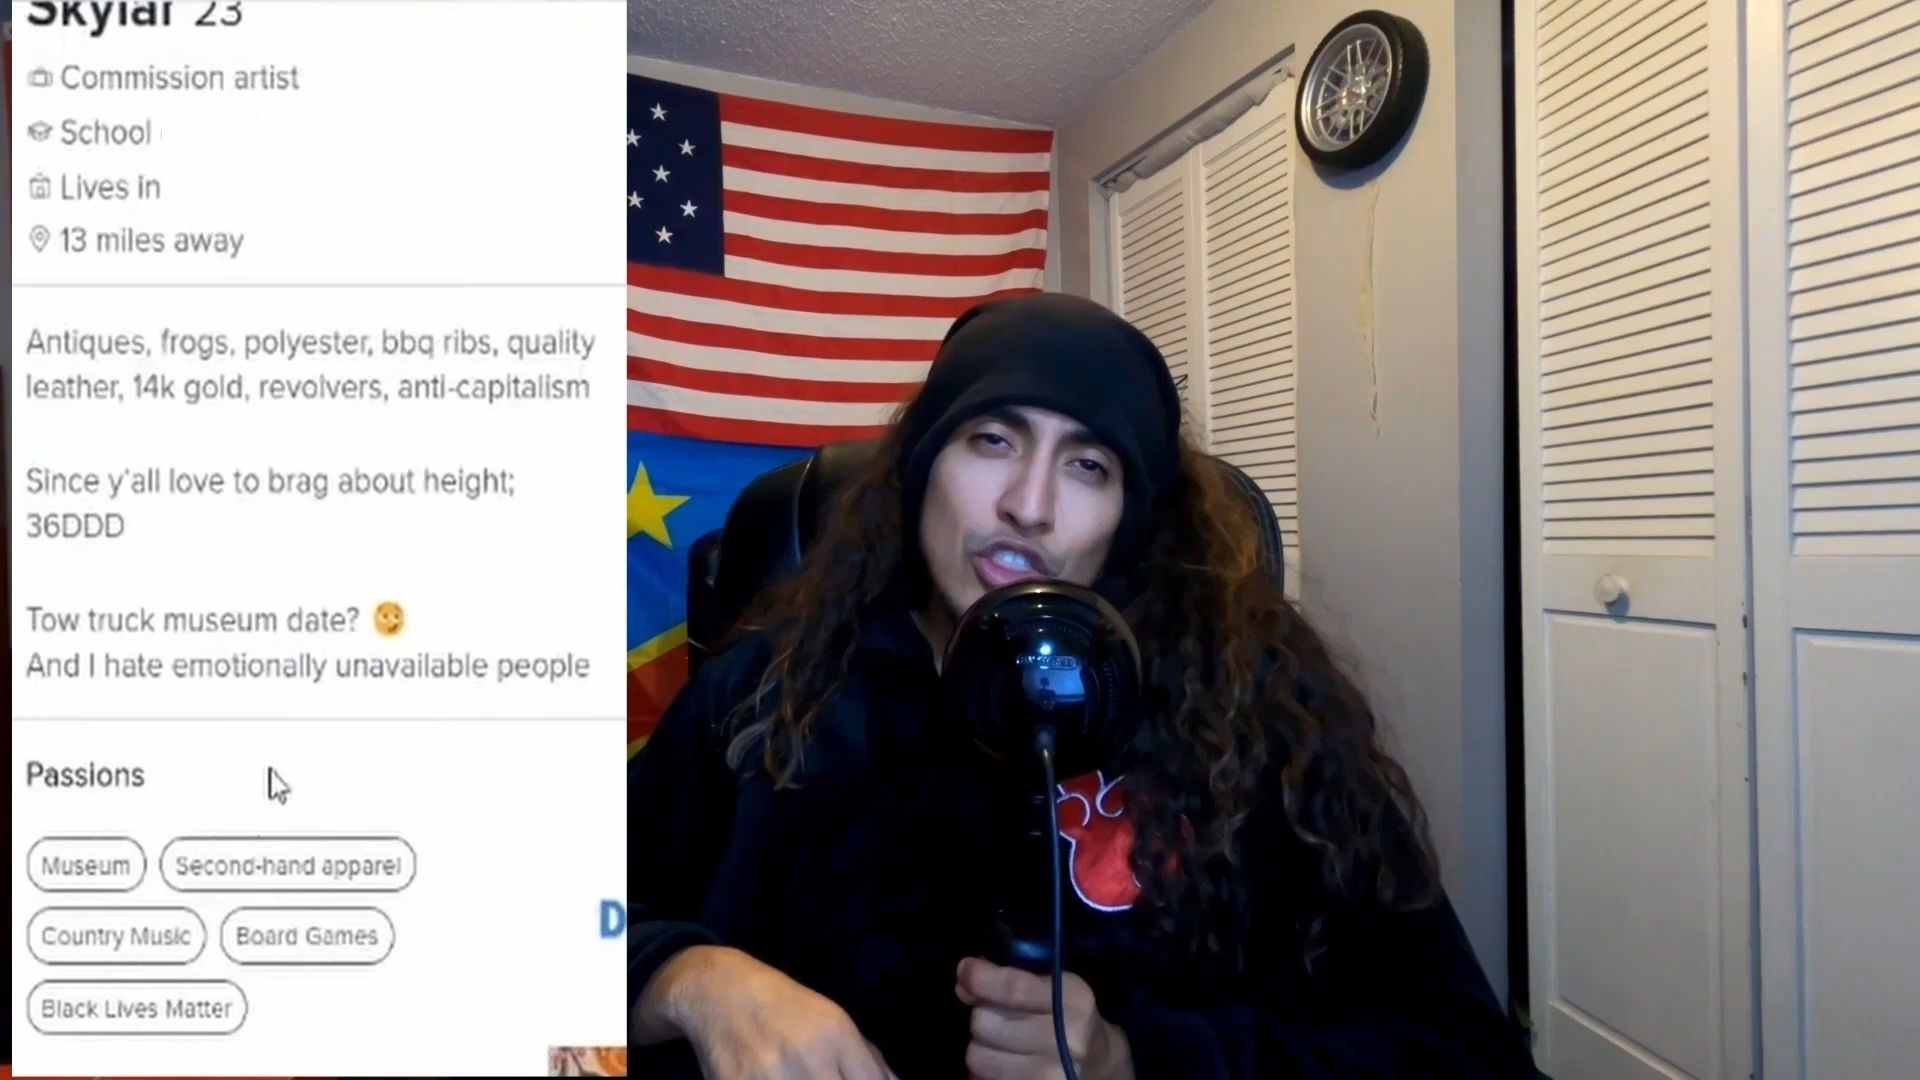 Skylar 23
Commission artist
School
Lives in
13 miles away
Antiques, frogs, polyester, bbq ribs, quality
leather, 14k gold, revolvers, anti-capitalism
Since y'all love to brag about height;
36DDD
Tow truck museum date? 😏
And I hate emotionally unavailable people
Passions
Museum
Second-hand apparel
Country Music
Board Games
Black Lives Matter
D